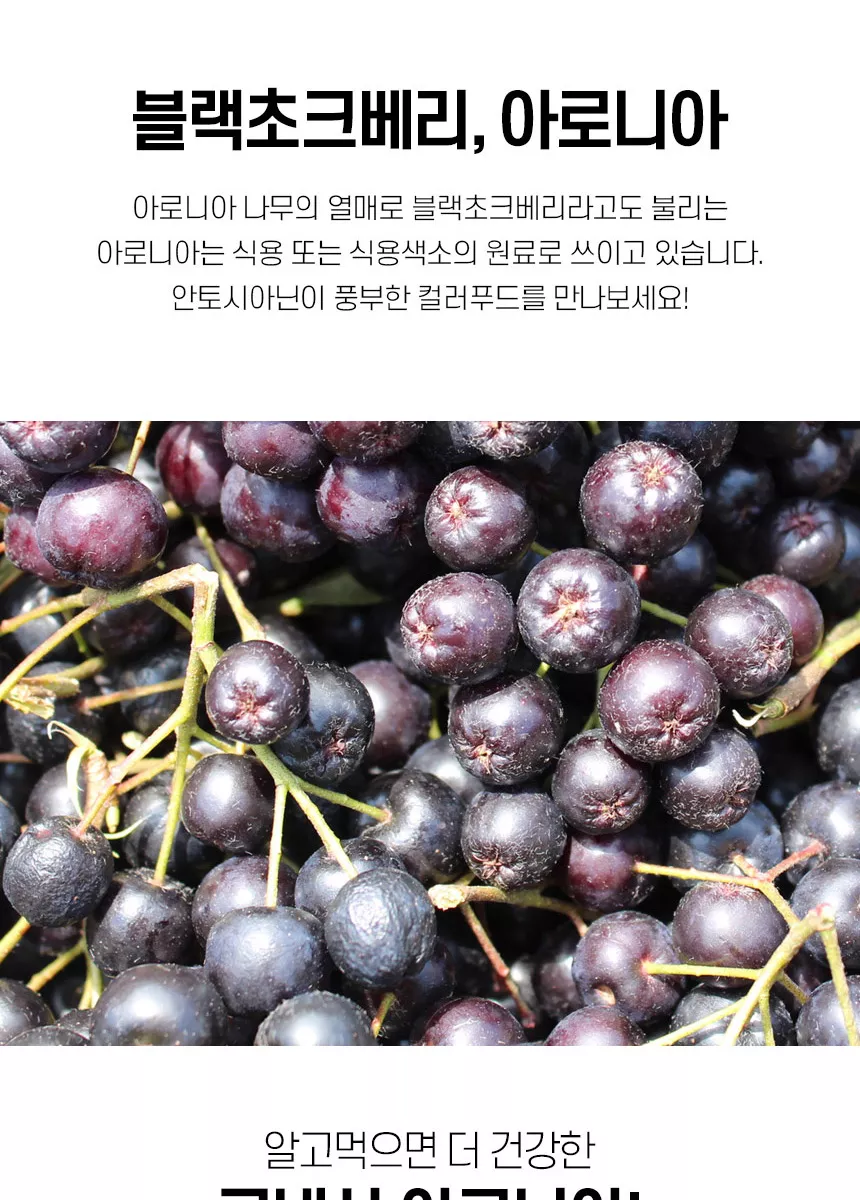 블랙초크베리, 아로니아
아로니아 나무의 열매로 블랙초크베리라고도 불리는
아로니아는 식용 또는 식용색소의 원료로 쓰이고 있습니다.
안토시아닌이 풍부한 컬러푸드를 만나보세요!
알고먹으면 더 건강한